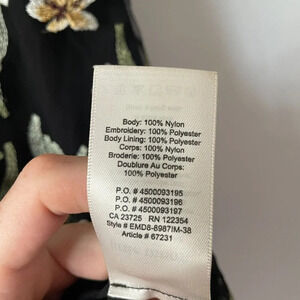 Body: 100% Nylon
Embroidery: 100% Polyester
Body Lining: 100% Polyester
Corps: 100% Nylon
Broderie: 100% Polyester
Doublure Au Corps:
100% Polyester
P.O. # 4500093195
P.O. # 4500093196
P.O. # 4500093197
CA 23725 RN 122354
Style # EMD8-8987IM-38
Article # 67231